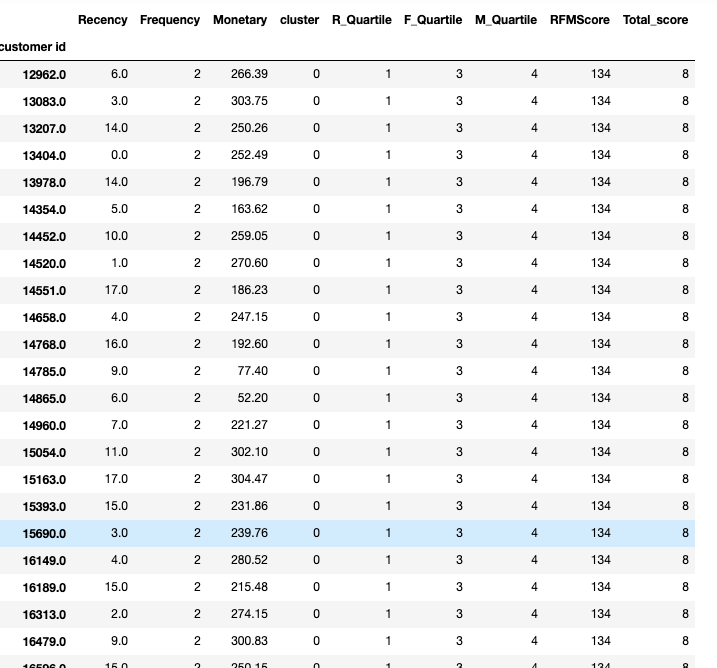 Recency Frequency Monetary cluster R_Quartile F_Quartile M_Quartile RFMScore Total_score
customer id
12962.0 6.0 2 266.39 0 1 3 4 134 8
13083.0 3.0 2 303.75 0 1 3 4 134 8
13207.0 14.0 2 250.26 0 1 3 4 134 8
13404.0 0.0 2 252.49 0 1 3 4 134 8
13978.0 14.0 2 196.79 0 1 3 4 134 8
14354.0 5.0 2 163.62 0 1 3 4 134 8
14452.0 10.0 2 259.05 0 1 3 4 134 8
14520.0 1.0 2 270.60 0 1 3 4 134 8
14551.0 17.0 2 186.23 0 1 3 4 134 8
14658.0 4.0 2 247.15 0 1 3 4 134 8
14768.0 16.0 2 192.60 0 1 3 4 134 8
14785.0 9.0 2 77.40 0 1 3 4 134 8
14865.0 6.0 2 52.20 0 1 3 4 134 8
14960.0 7.0 2 221.27 0 1 3 4 134 8
15054.0 11.0 2 302.10 0 1 3 4 134 8
15163.0 17.0 2 304.47 0 1 3 4 134 8
15393.0 15.0 2 231.86 0 1 3 4 134 8
15690.0 3.0 2 239.76 0 1 3 4 134 8
16149.0 4.0 2 280.52 0 1 3 4 134 8
16189.0 15.0 2 215.48 0 1 3 4 134 8
16313.0 2.0 2 274.15 0 1 3 4 134 8
16479.0 9.0 2 300.83 0 1 3 4 134 8